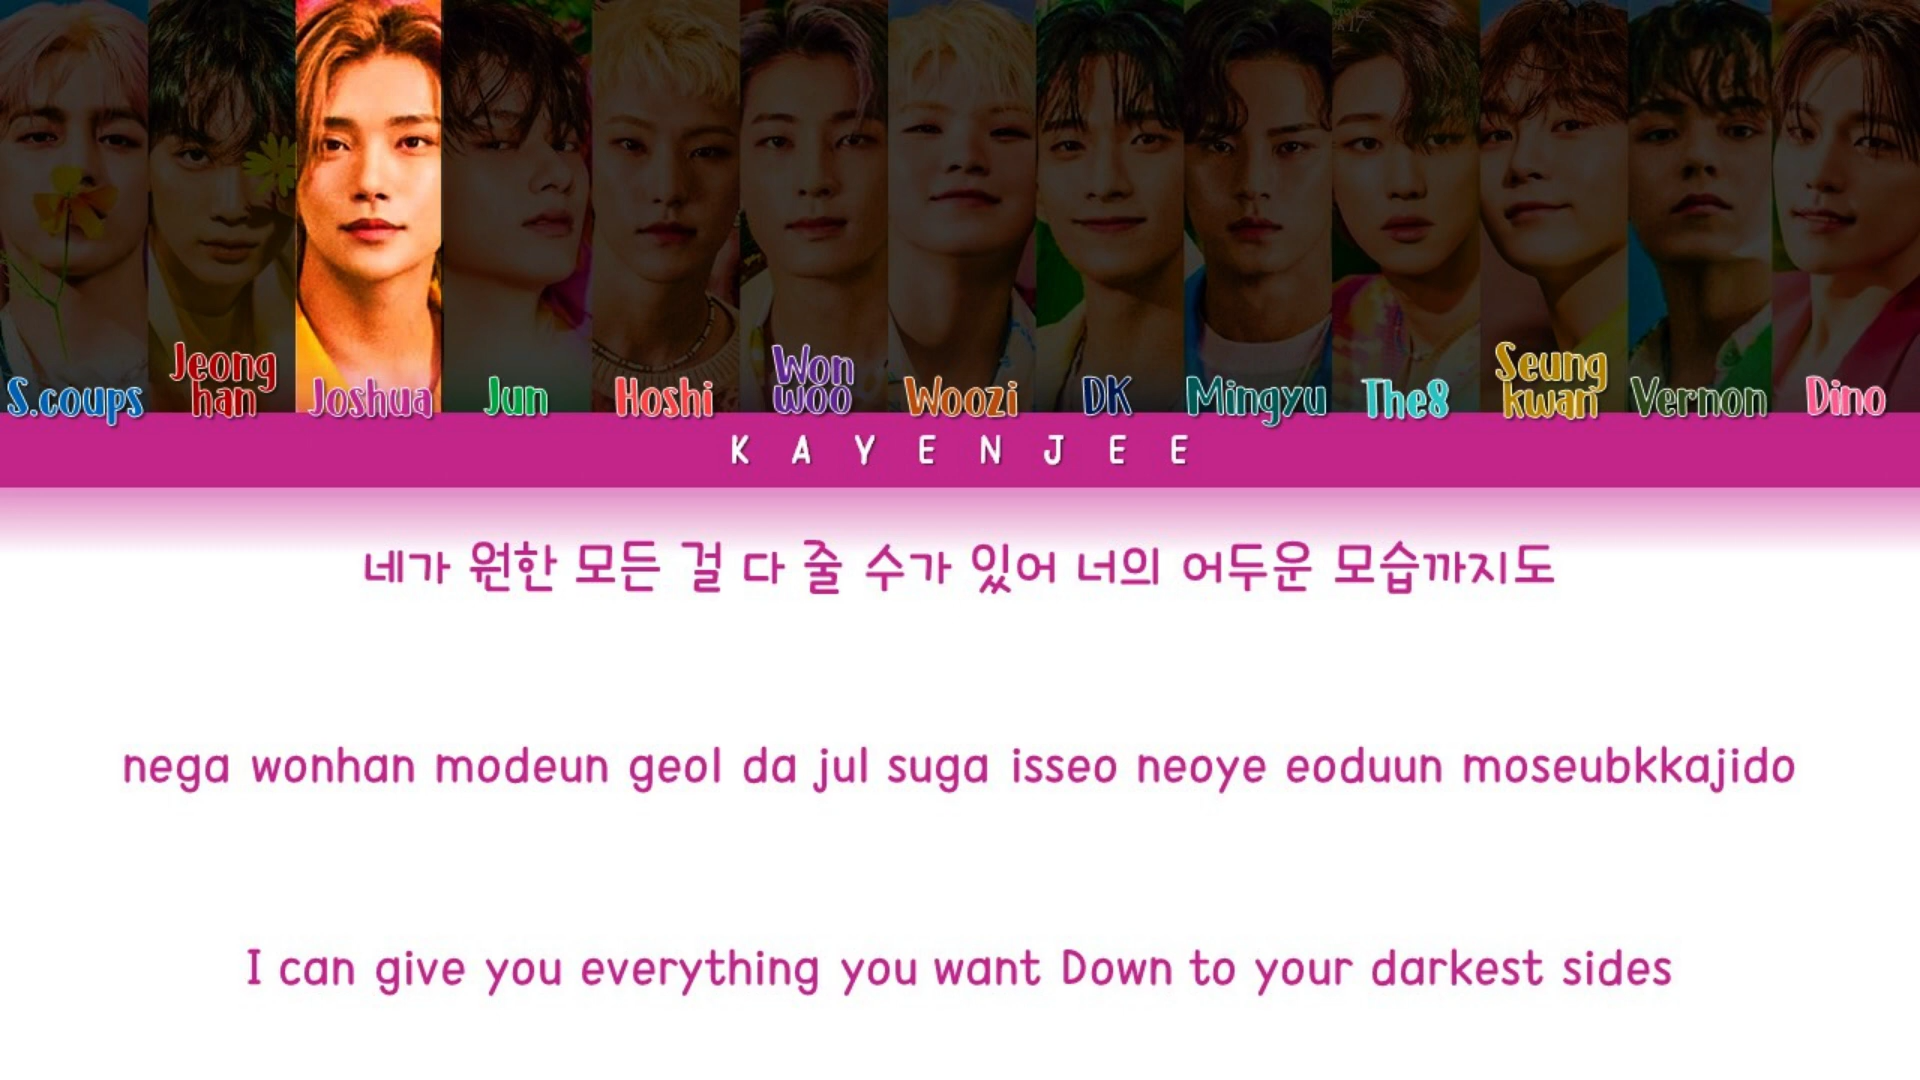 S.coups Jeong han Joshua Jun Hoshi Won woo Woozi DK Mingyu The8 Seung kwan Vernon Dino
KAYENJEE
네가 원한 모든 걸 다 줄 수가 있어 너의 어두운 모습까지도
nega wonhan modeun geol da jul suga isseo neoye eoduun moseubkkajido
I can give you everything you want Down to your darkest sides